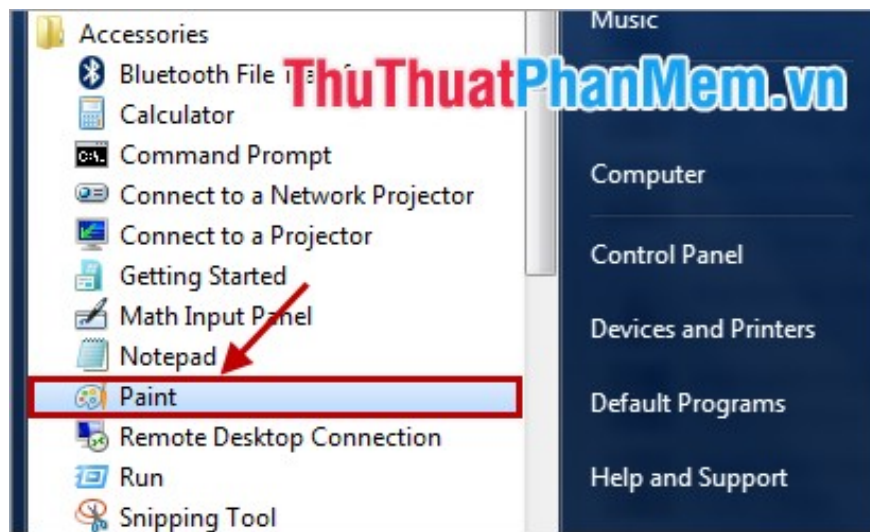 Accessories
Bluetooth File
Calculator
Command Prompt
Connect to a Network Projector
Connect to a Projector
Getting Started
Math Input Panel
Notepad
Paint
Remote Desktop Connection
Run
Snipping Tool
Music
ThuThuatPhanMem.vn
Computer
Control Panel
Devices and Printers
Default Programs
Help and Support